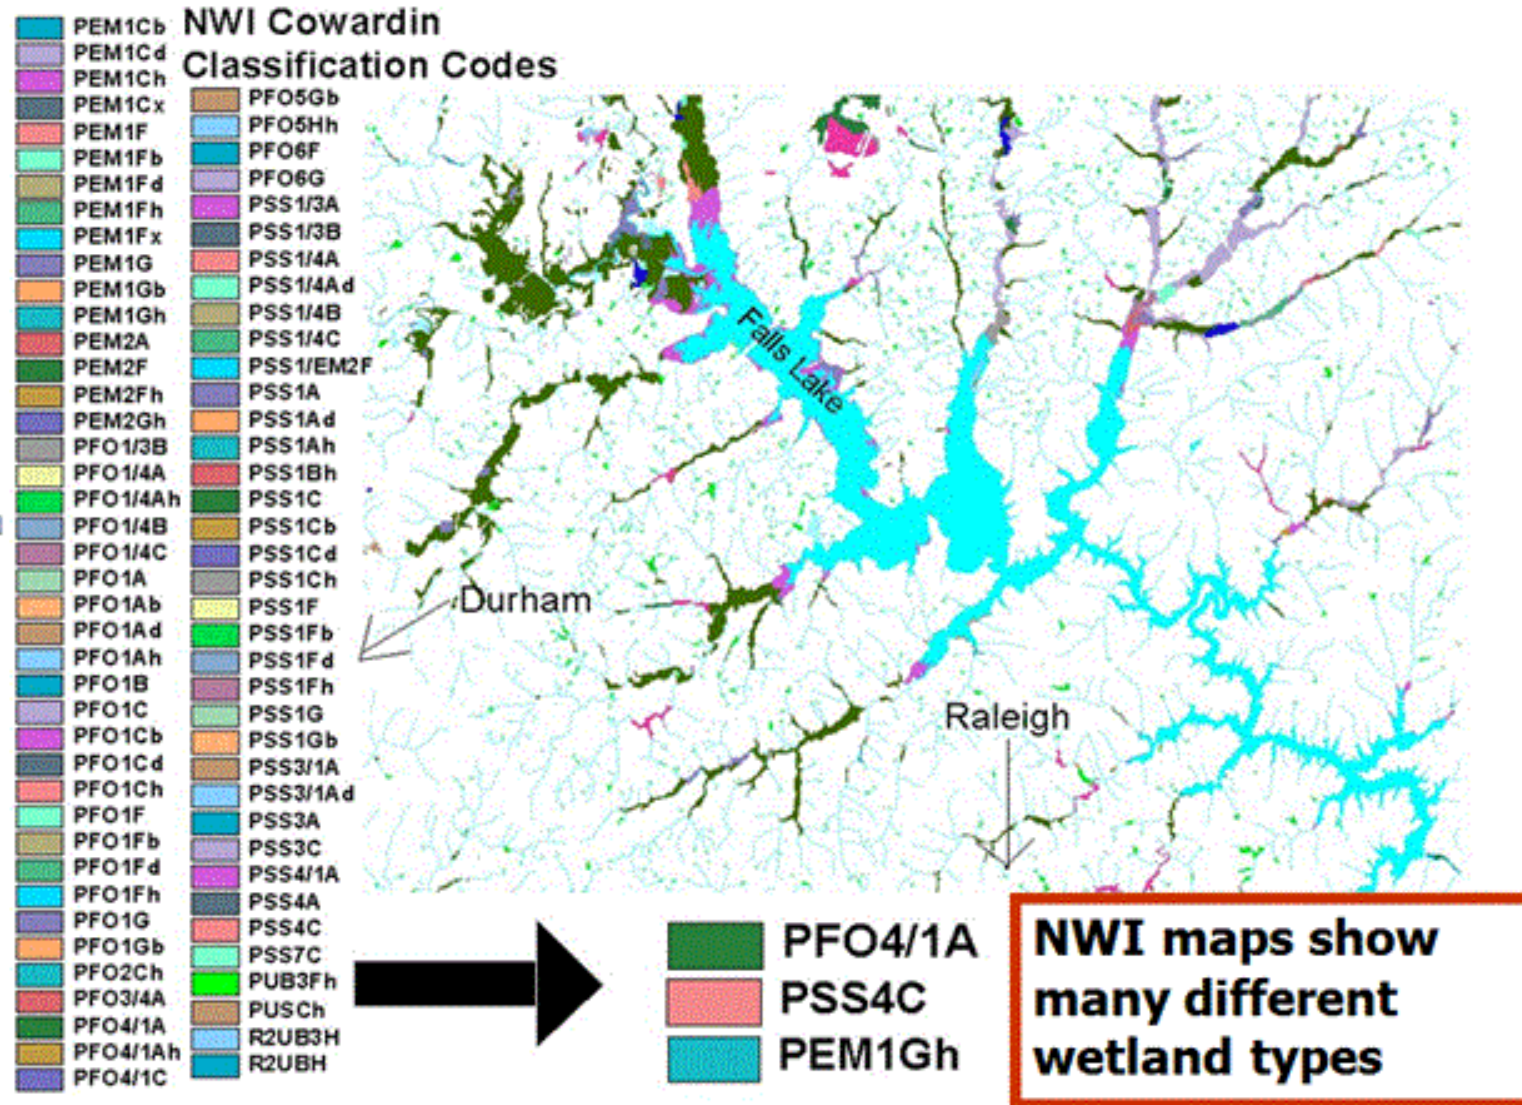 NWI Cowardin
Classification Codes
PEM1Cb
PEM1Cd
PEM1Ch
PEM1Cx
PEM1F
PEM1Fb
PEM1Fd
PEM1Fh
PEM1Fx
PEM1G
PEM1Gb
PEM1Gh
PEM2A
PEM2F
PEM2Fh
PEM2Gh
PFO1/3B
PFO1/4A
PFO1/4Ah
PFO1/4B
PFO1/4C
PFO1A
PFO1Ab
PFO1Ad
PFO1Ah
PFO1B
PFO1C
PFO1Cb
PFO1Cd
PFO1Ch
PFO1F
PFO1Fb
PFO1Fd
PFO1Fh
PFO1G
PFO1Gb
PFO2Ch
PFO3/4A
PFO4/1A
PFO4/1Ah
PFO4/1C
PFO5Gb
PFO5Hh
PFO6F
PFO6G
PSS1/3A
PSS1/3B
PSS1/4A
PSS1/4Ad
PSS1/4B
PSS1/4C
PSS1/EM2F
PSS1A
PSS1Ad
PSS1Ah
PSS1Bh
PSS1C
PSS1Cb
PSS1Cd
PSS1Ch
PSS1F
PSS1Fb
PSS1Fd
PSS1Fh
PSS1G
PSS1Gb
PSS3/1A
PSS3/1Ad
PSS3A
PSS3C
PSS4/1A
PSS4A
PSS4C
PSS7C
PUB3Fh
PUSCh
R2UB3H
R2UBH
Falls Lake
Durham
Raleigh
PFO4/1A
PSS4C
PEM1Gh
NWI maps show
many different
wetland types